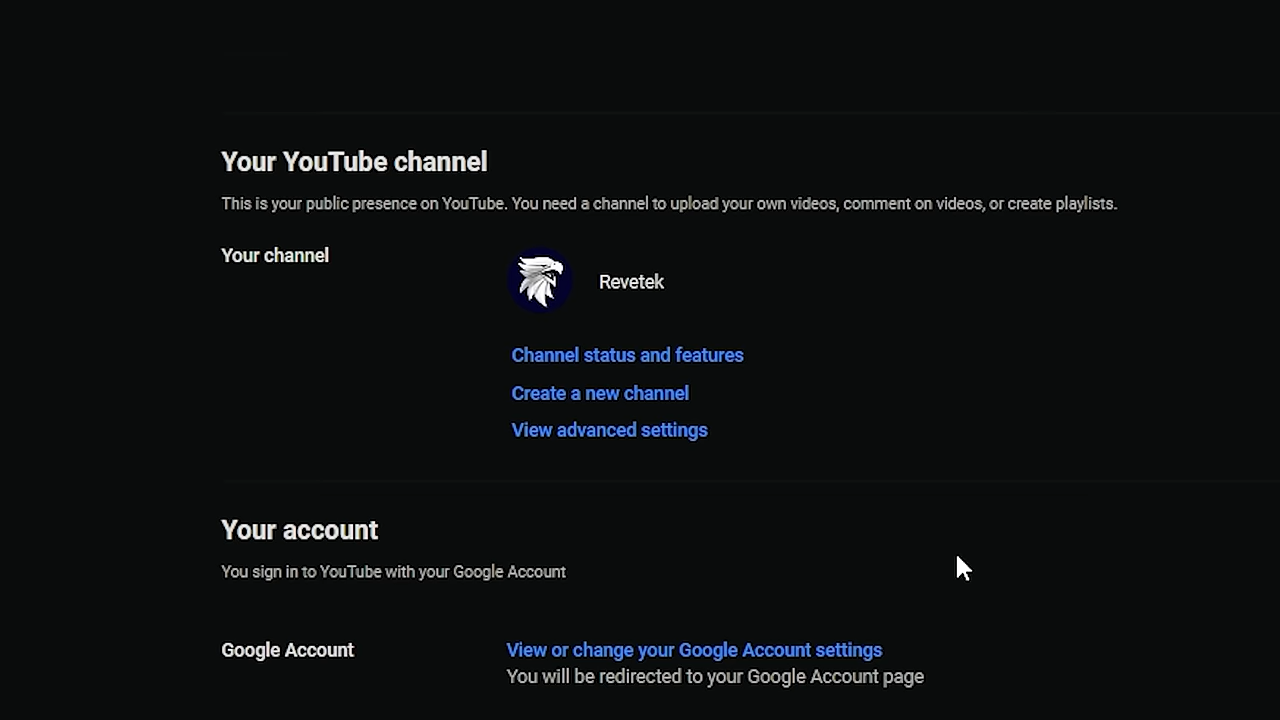 Your YouTube channel
This is your public presence on YouTube. You need a channel to upload your own videos, comment on videos, or create playlists.
Your channel
Revetek
Channel status and features
Create a new channel
View advanced settings
Your account
You sign in to YouTube with your Google Account
Google Account
View or change your Google Account settings
You will be redirected to your Google Account page